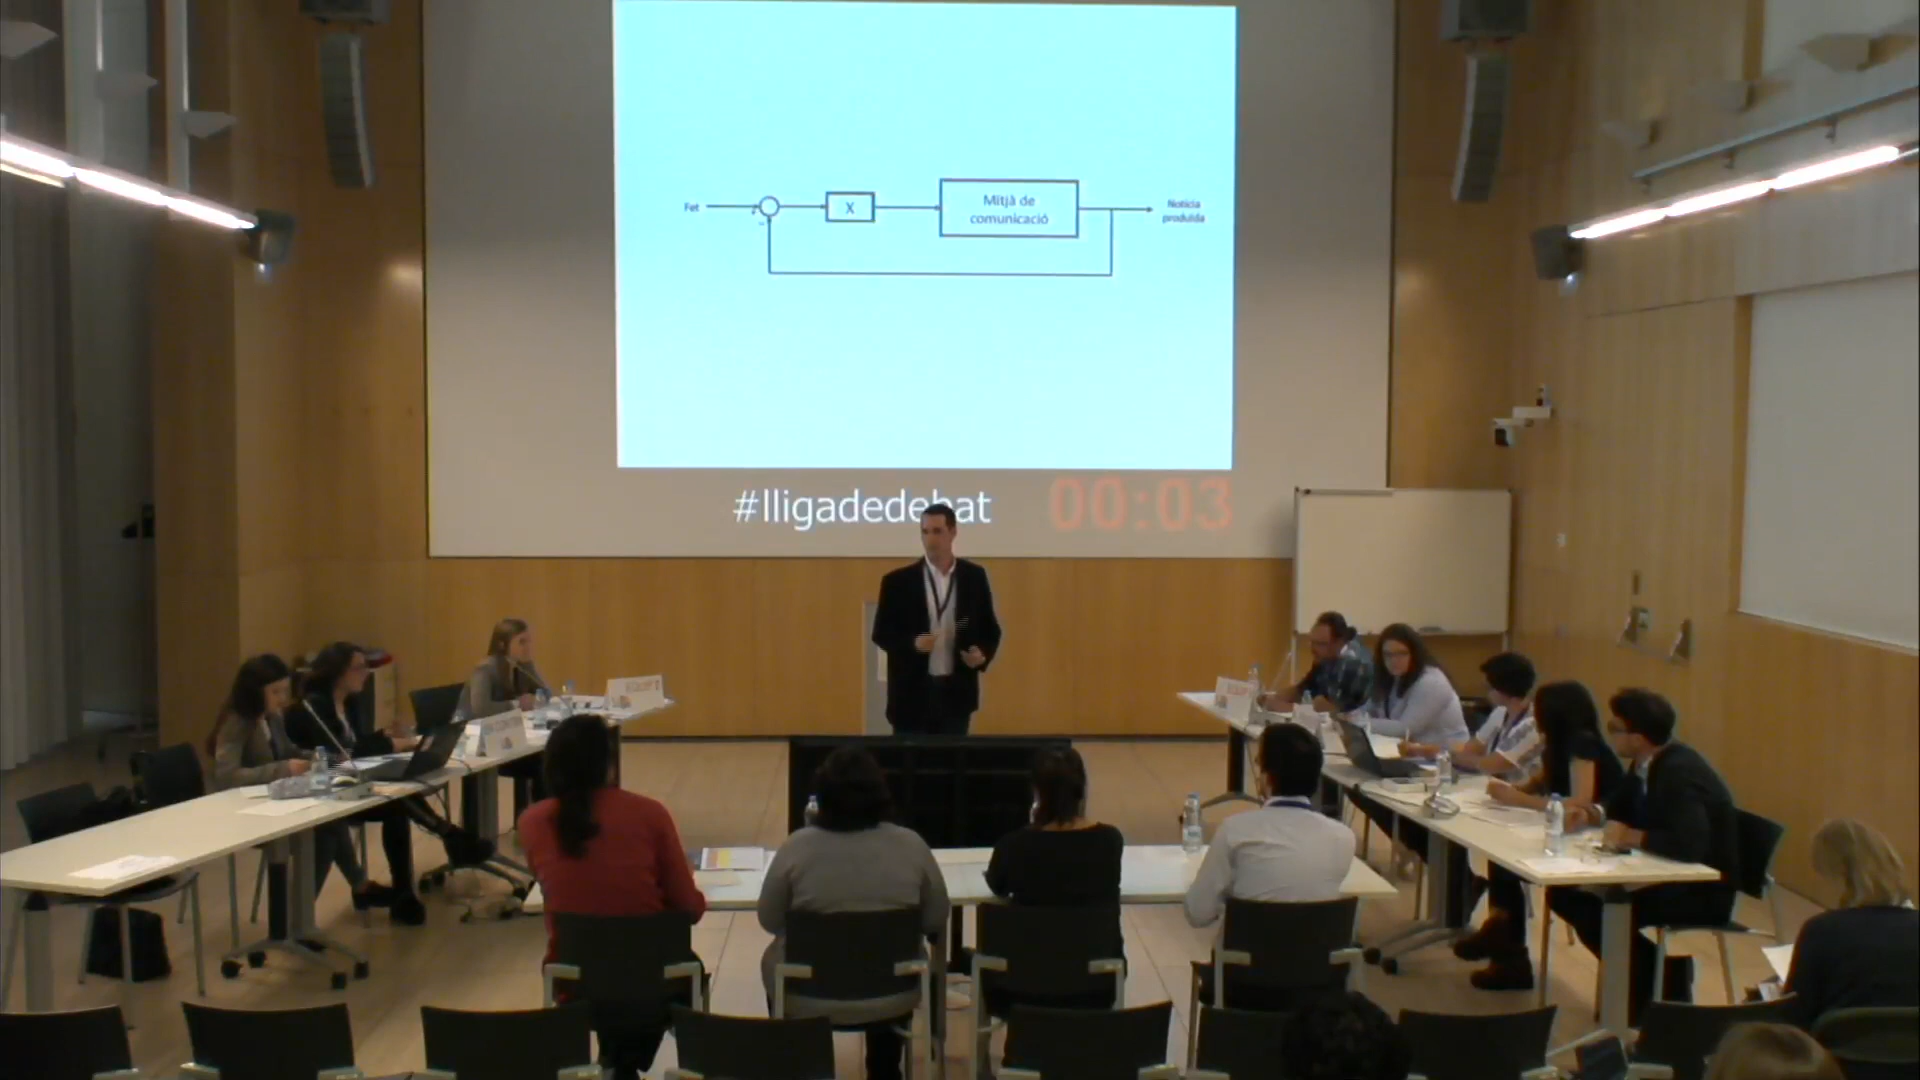 Fet
X
Mitjà de
comunicació
Notícia
produïda
#lligadedebat
00:03